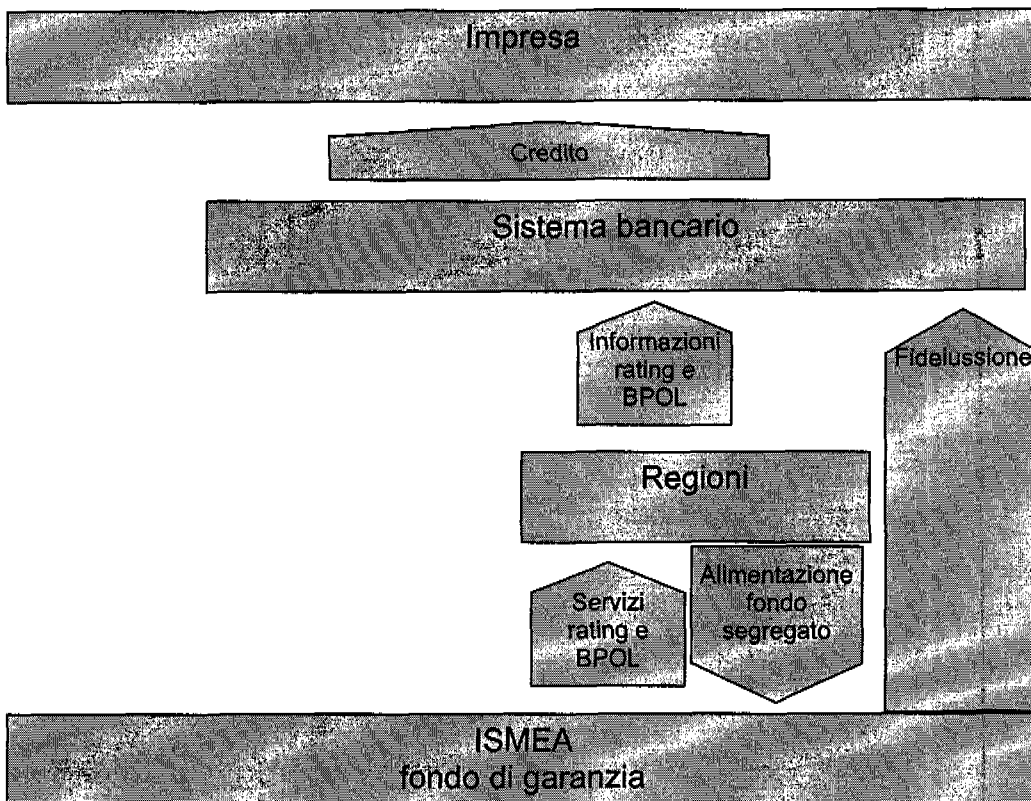 Impresa
Credito
Sistema bancario
Informazioni
rating e
BPOL
Fidelussione
Regioni
Servizi
rating e
BPOL
Alimentazione
fondo
segregato
ISMEA
fondo di garanzia